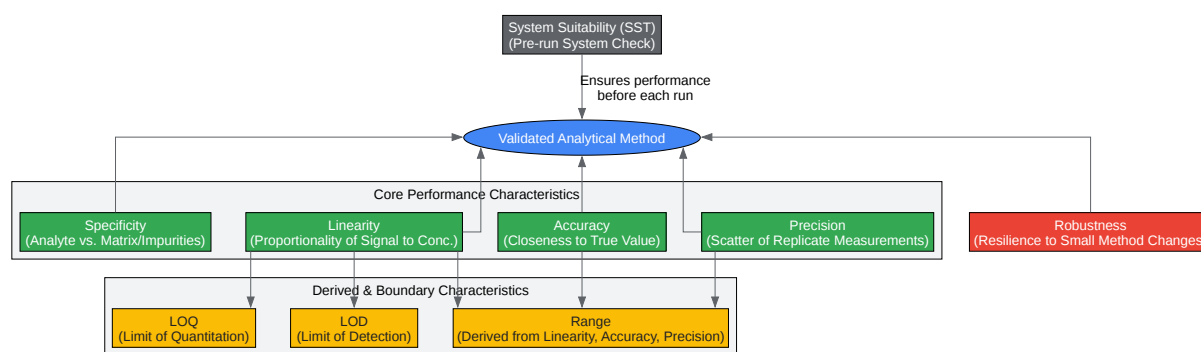 System Suitability (SST)
(Pre-run System Check)
Ensures performance
before each run
Validated Analytical Method
Core Performance Characteristics
Specificity
(Analyte vs. Matrix/Impurities)
Linearity
(Proportionality of Signal to Conc.)
Accuracy
(Closeness to True Value)
Precision
(Scatter of Replicate Measurements)
Robustness
(Resilience to Small Method Changes
Derived & Boundary Characteristics
LOQ
(Limit of Quantitation)
LOD
(Limit of Detection)
Range
(Derived from Linearity, Accuracy, Precision)